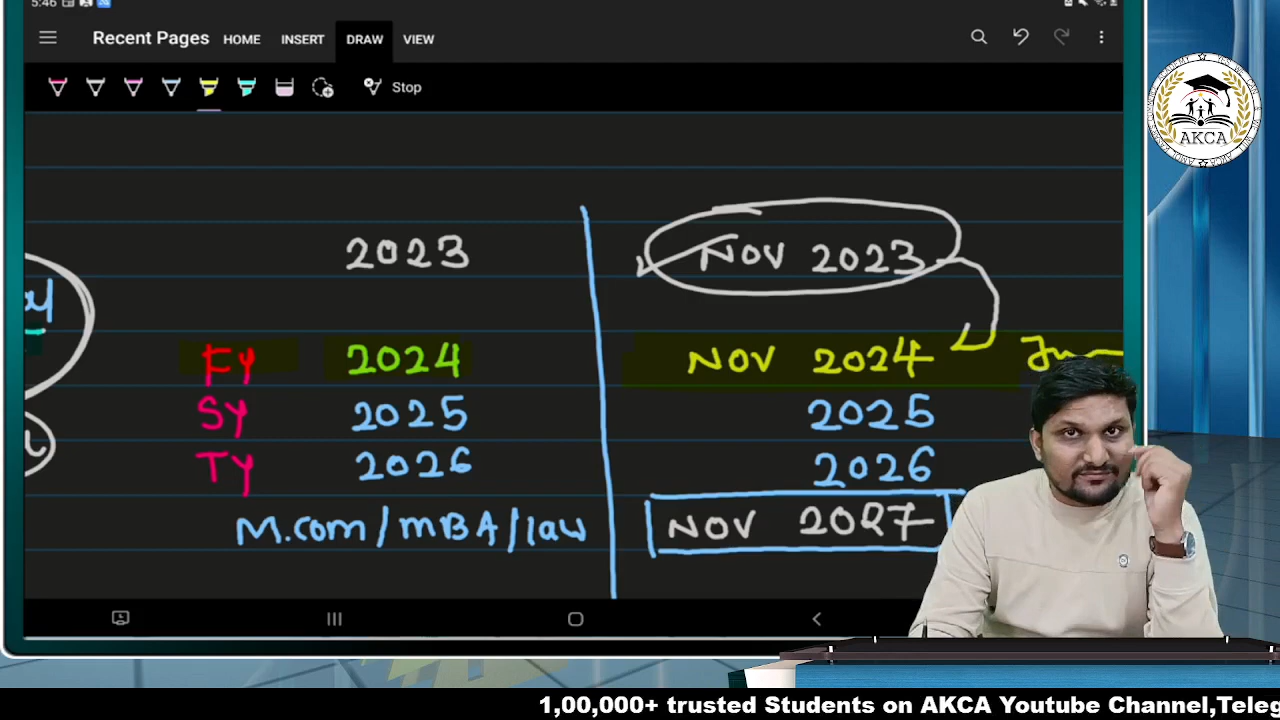 5:46
Recent Pages HOME INSERT DRAW VIEW
Stop
AKCA
2023 NOV 2023
FY 2024 NOV 2024
SY 2025 2025
TY 2026 2026
M.com/mBA/law NOV 2027
1,00,000+ trusted Students on AKCA Youtube Channel,Teleg